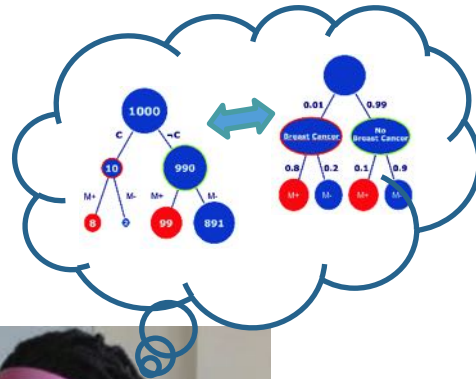 1000
C ¬C
10 990
M+ M- M+ M-
8 99 891
0.01 0.99
Breast Cancer
No
Breast Cancer
0.8 0.2 0.1 0.9
M+ M- M+ M-